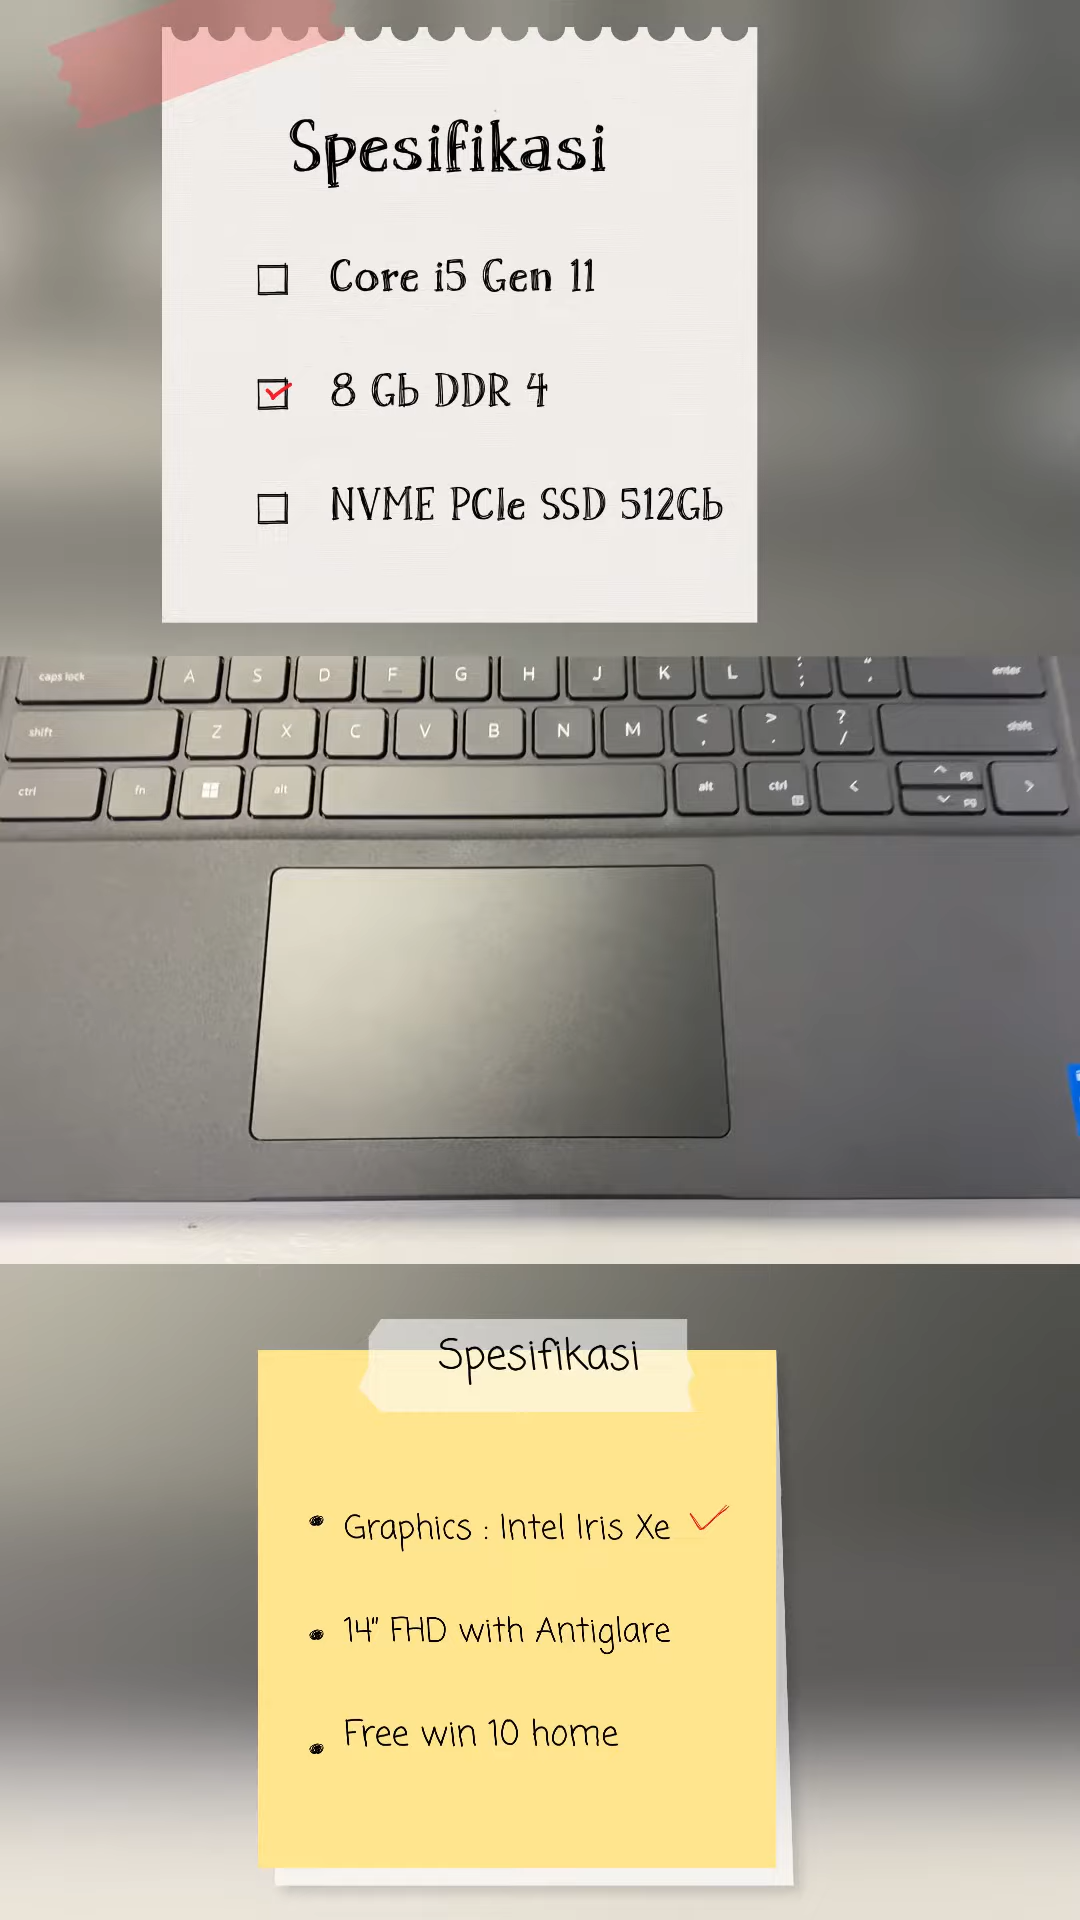 Spesifikasi
Core i5 Gen 11
8 Gb DDR 4
NVME PCIe SSD 512Gb
caps lock A S D F G H J K L : ; " ' enter
shift Z X C V B N M < , > . ? / shift
ctrl fn alt alt ctrl < pg >
pg
Spesifikasi
Graphics : Intel Iris Xe
14" FHD with Antiglare
Free win 10 home